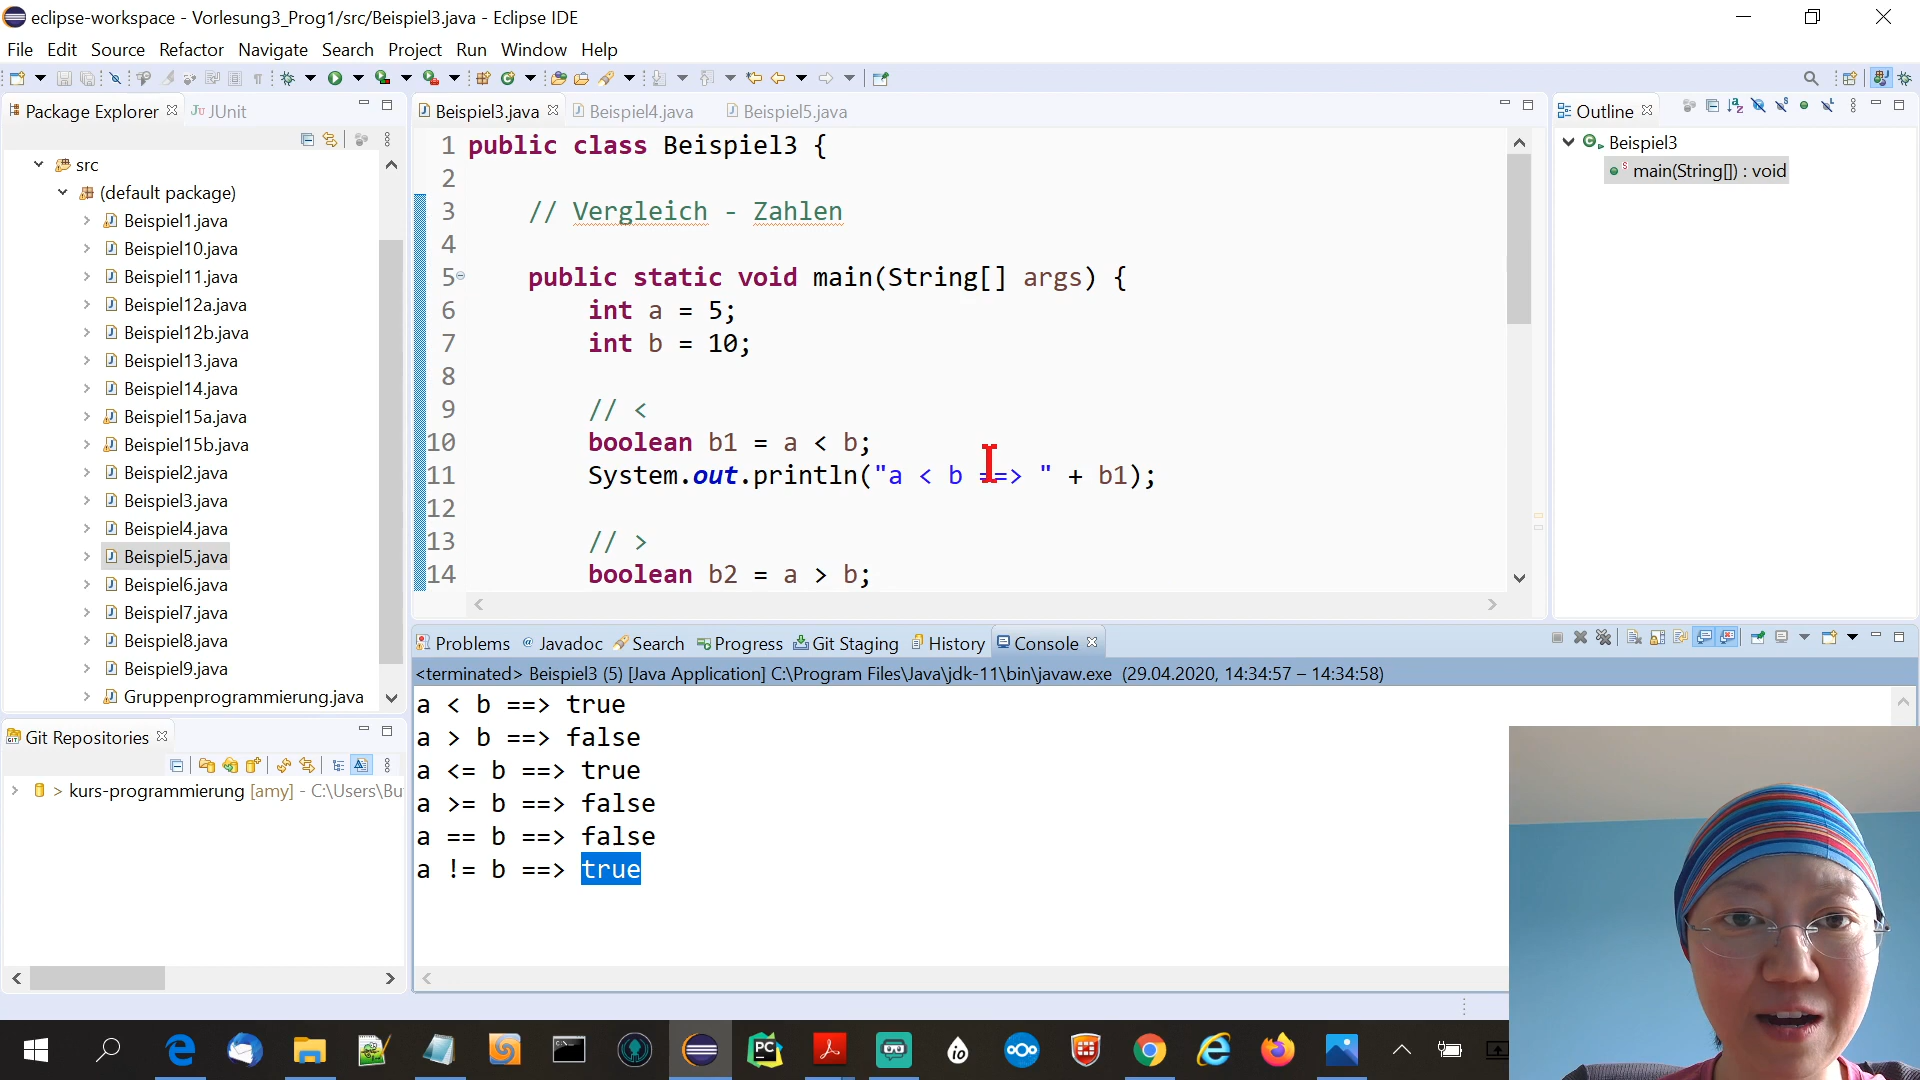 eclipse-workspace - Vorlesung3_Prog1/src/Beispiel3.java - Eclipse IDE
File Edit Source Refactor Navigate Search Project Run Window Help
Package Explorer JUnit
src
(default package)
Beispiel1.java
Beispiel10.java
Beispiel11.java
Beispiel12a.java
Beispiel12b.java
Beispiel13.java
Beispiel14.java
Beispiel15a.java
Beispiel15b.java
Beispiel2.java
Beispiel3.java
Beispiel4.java
Beispiel5.java
Beispiel6.java
Beispiel7.java
Beispiel8.java
Beispiel9.java
Gruppenprogrammierung.java
Git Repositories
> kurs-programmierung [amy] - C:\Users\Bu
Beispiel3.java Beispiel4.java Beispiel5.java
1 public class Beispiel3 {
2
3 // Vergleich - Zahlen
4
5 public static void main(String[] args) {
6 int a = 5;
7 int b = 10;
8
9 // <
10 boolean b1 = a < b;
11 System.out.println("a < b ==> " + b1);
12
13 // >
14 boolean b2 = a > b;
Outline
Beispiel3
main(String[]) : void
Problems Javadoc Search Progress Git Staging History Console
<terminated> Beispiel3 (5) [Java Application] C:\Program Files\Java\jdk-11\bin\javaw.exe (29.04.2020, 14:34:57 – 14:34:58)
a < b ==> true
a > b ==> false
a <= b ==> true
a >= b ==> false
a == b ==> false
a != b ==> true